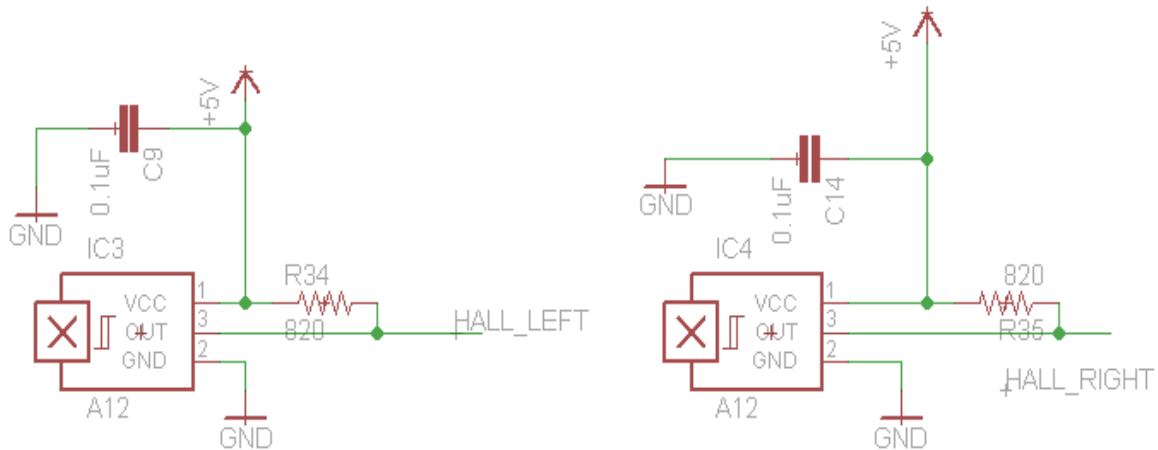 +5V
0.1uF
C9
GND
IC3
R34
VCC
1
OUT
3
GND
2
820
HALL_LEFT
A12
GND
+5V
0.1uF
C14
GND
IC4
820
VCC
1
OUT
3
GND
2
R35
HALL_RIGHT
A12
GND